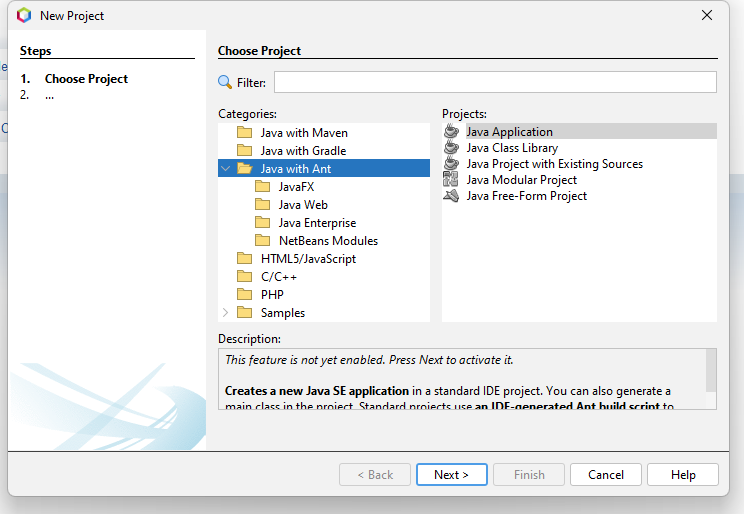 New Project
Steps
1. Choose Project
2. ...
Choose Project
Filter:
Categories:
Java with Maven
Java with Gradle
Java with Ant
JavaFX
Java Web
Java Enterprise
NetBeans Modules
HTML5/JavaScript
C/C++
PHP
Samples
Projects:
Java Application
Java Class Library
Java Project with Existing Sources
Java Modular Project
Java Free-Form Project
Description:
This feature is not yet enabled. Press Next to activate it.
Creates a new Java SE application in a standard IDE project. You can also generate a
main class in the project. Standard projects use an IDE-generated Ant build script to
< Back
Next >
Finish
Cancel
Help